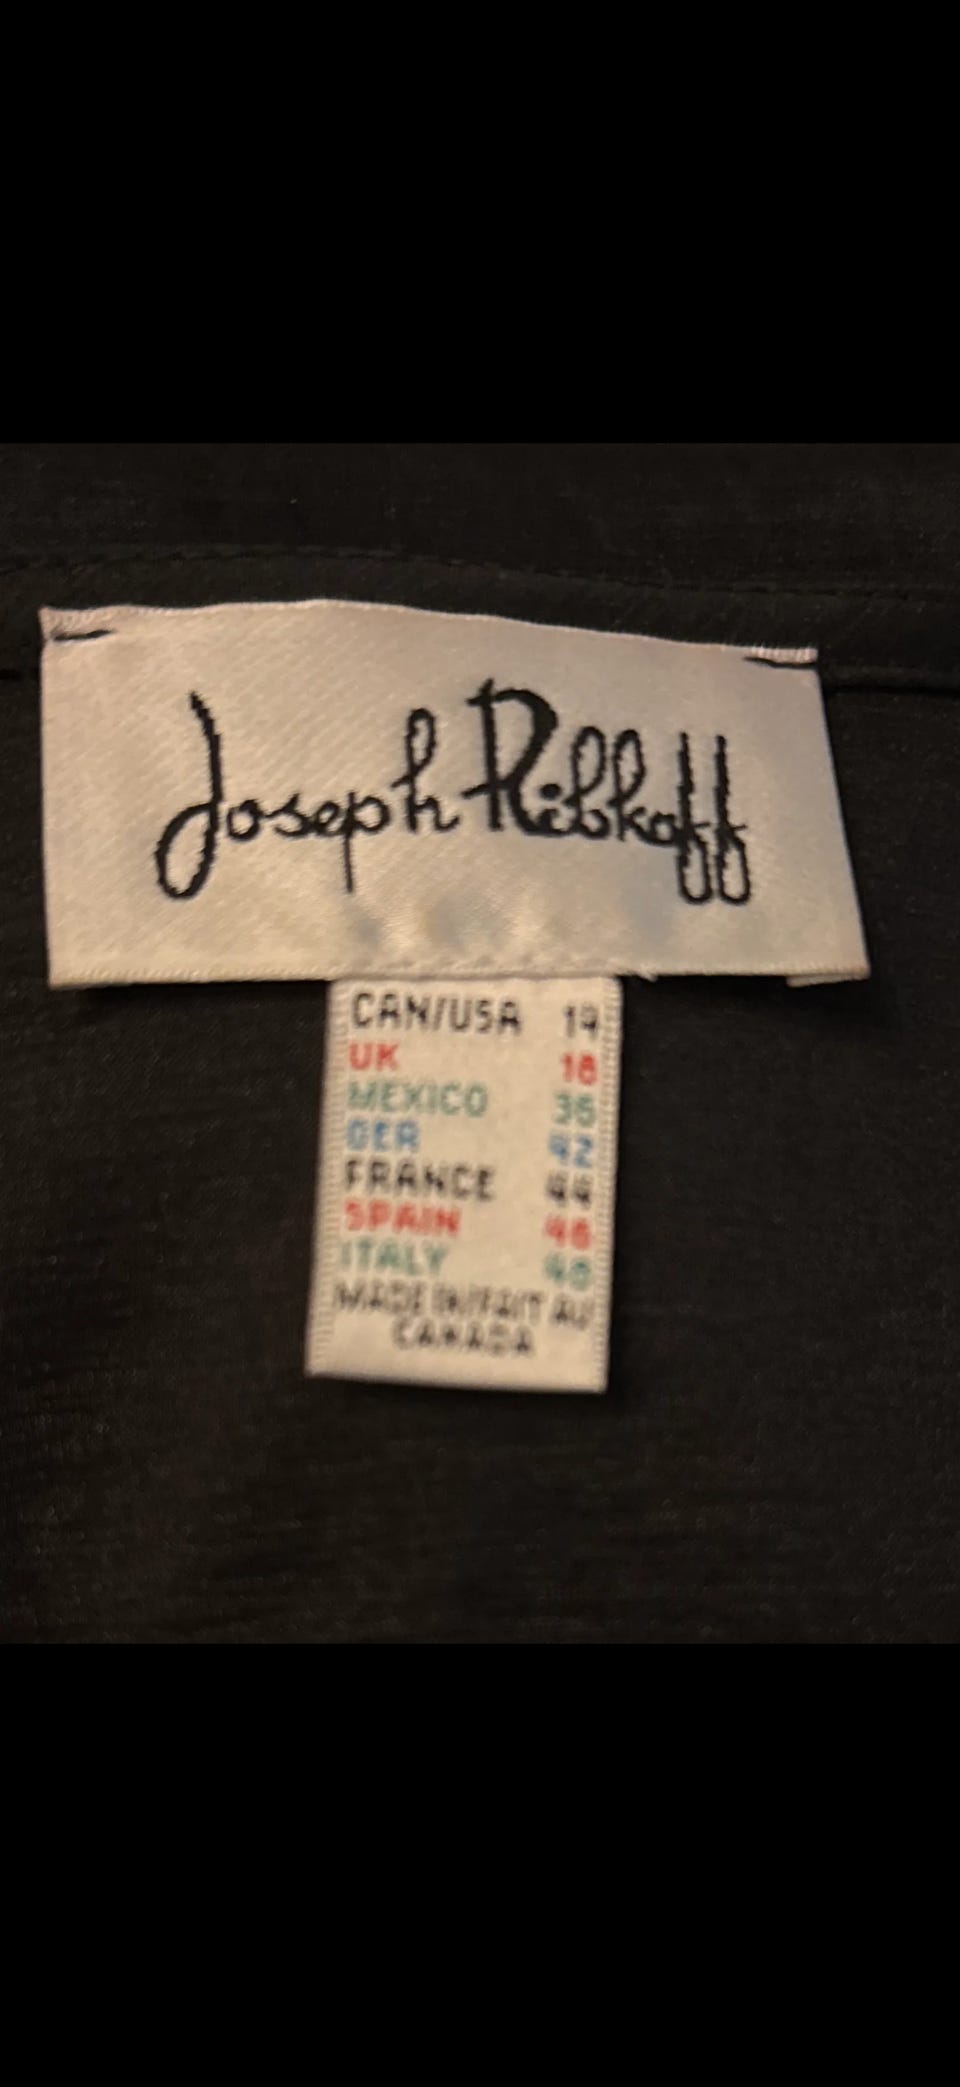 Joseph Ribkoff
CAN/USA 14
UK 16
MEXICO 36
GER 42
FRANCE 44
SPAIN 46
ITALY 48
MADE IN/FAIT AU
CANADA